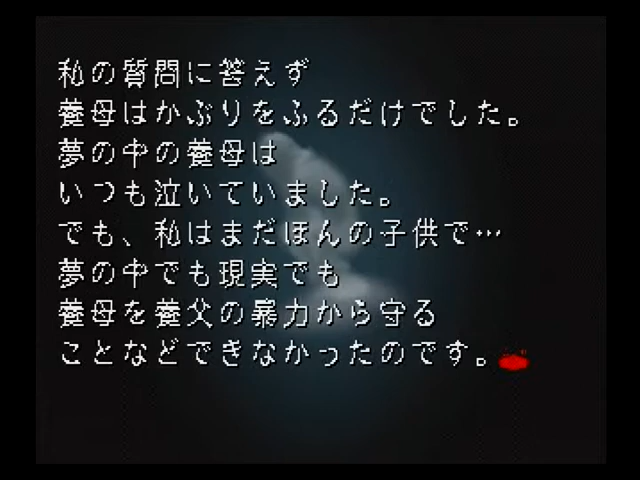 私の質問に答えず
養母はかぶりをふるだけでした。
夢の中の養母は
いつも泣いていました。
でも、私はまだほんの子供で…
夢の中でも現実でも
養母を養父の暴力から守る
ことなどできなかったのです。